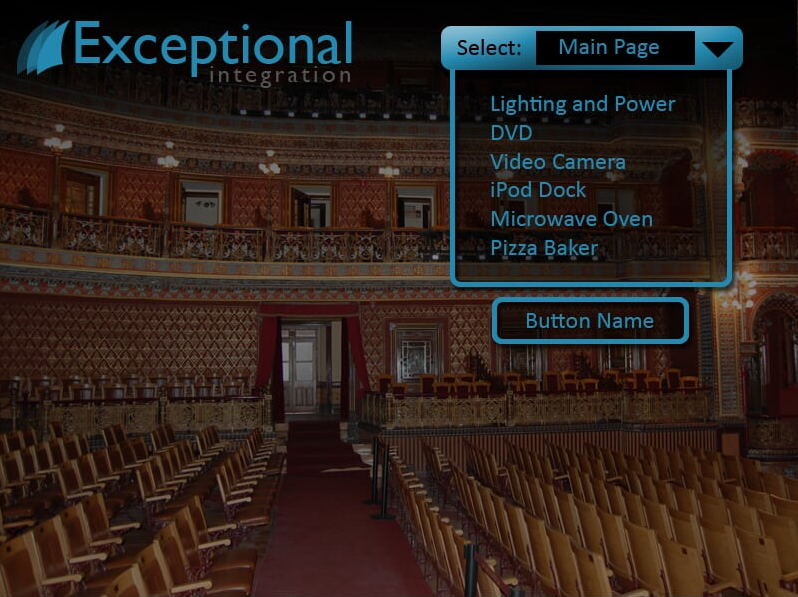 Exceptional
integration
Select: Main Page
Lighting and Power
DVD
Video Camera
iPod Dock
Microwave Oven
Pizza Baker
Button Name